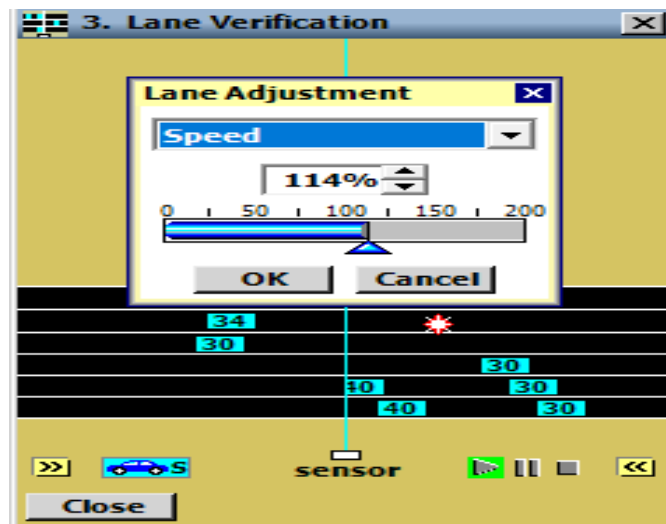 3. Lane Verification
Lane Adjustment
Speed
114%
0 50 100 150 200
OK Cancel
34
30
30
40 30
40 30
S sensor
Close